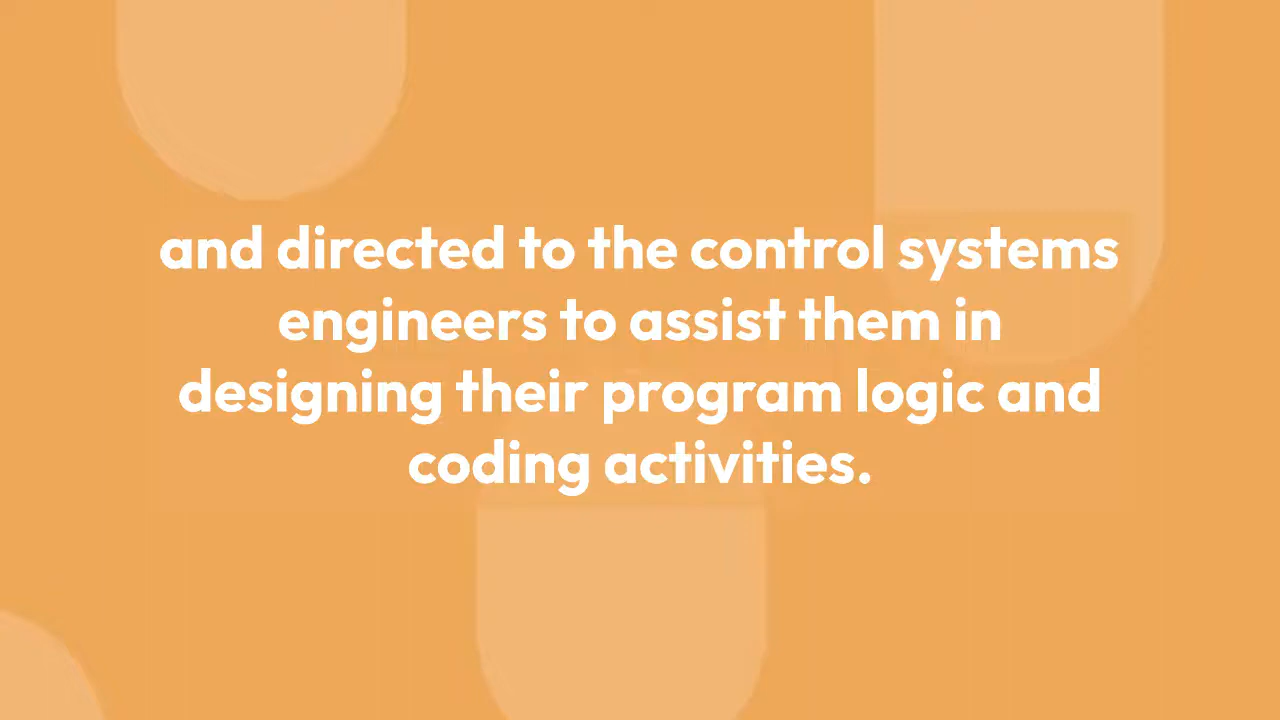 and directed to the control systems
engineers to assist them in
designing their program logic and
coding activities.